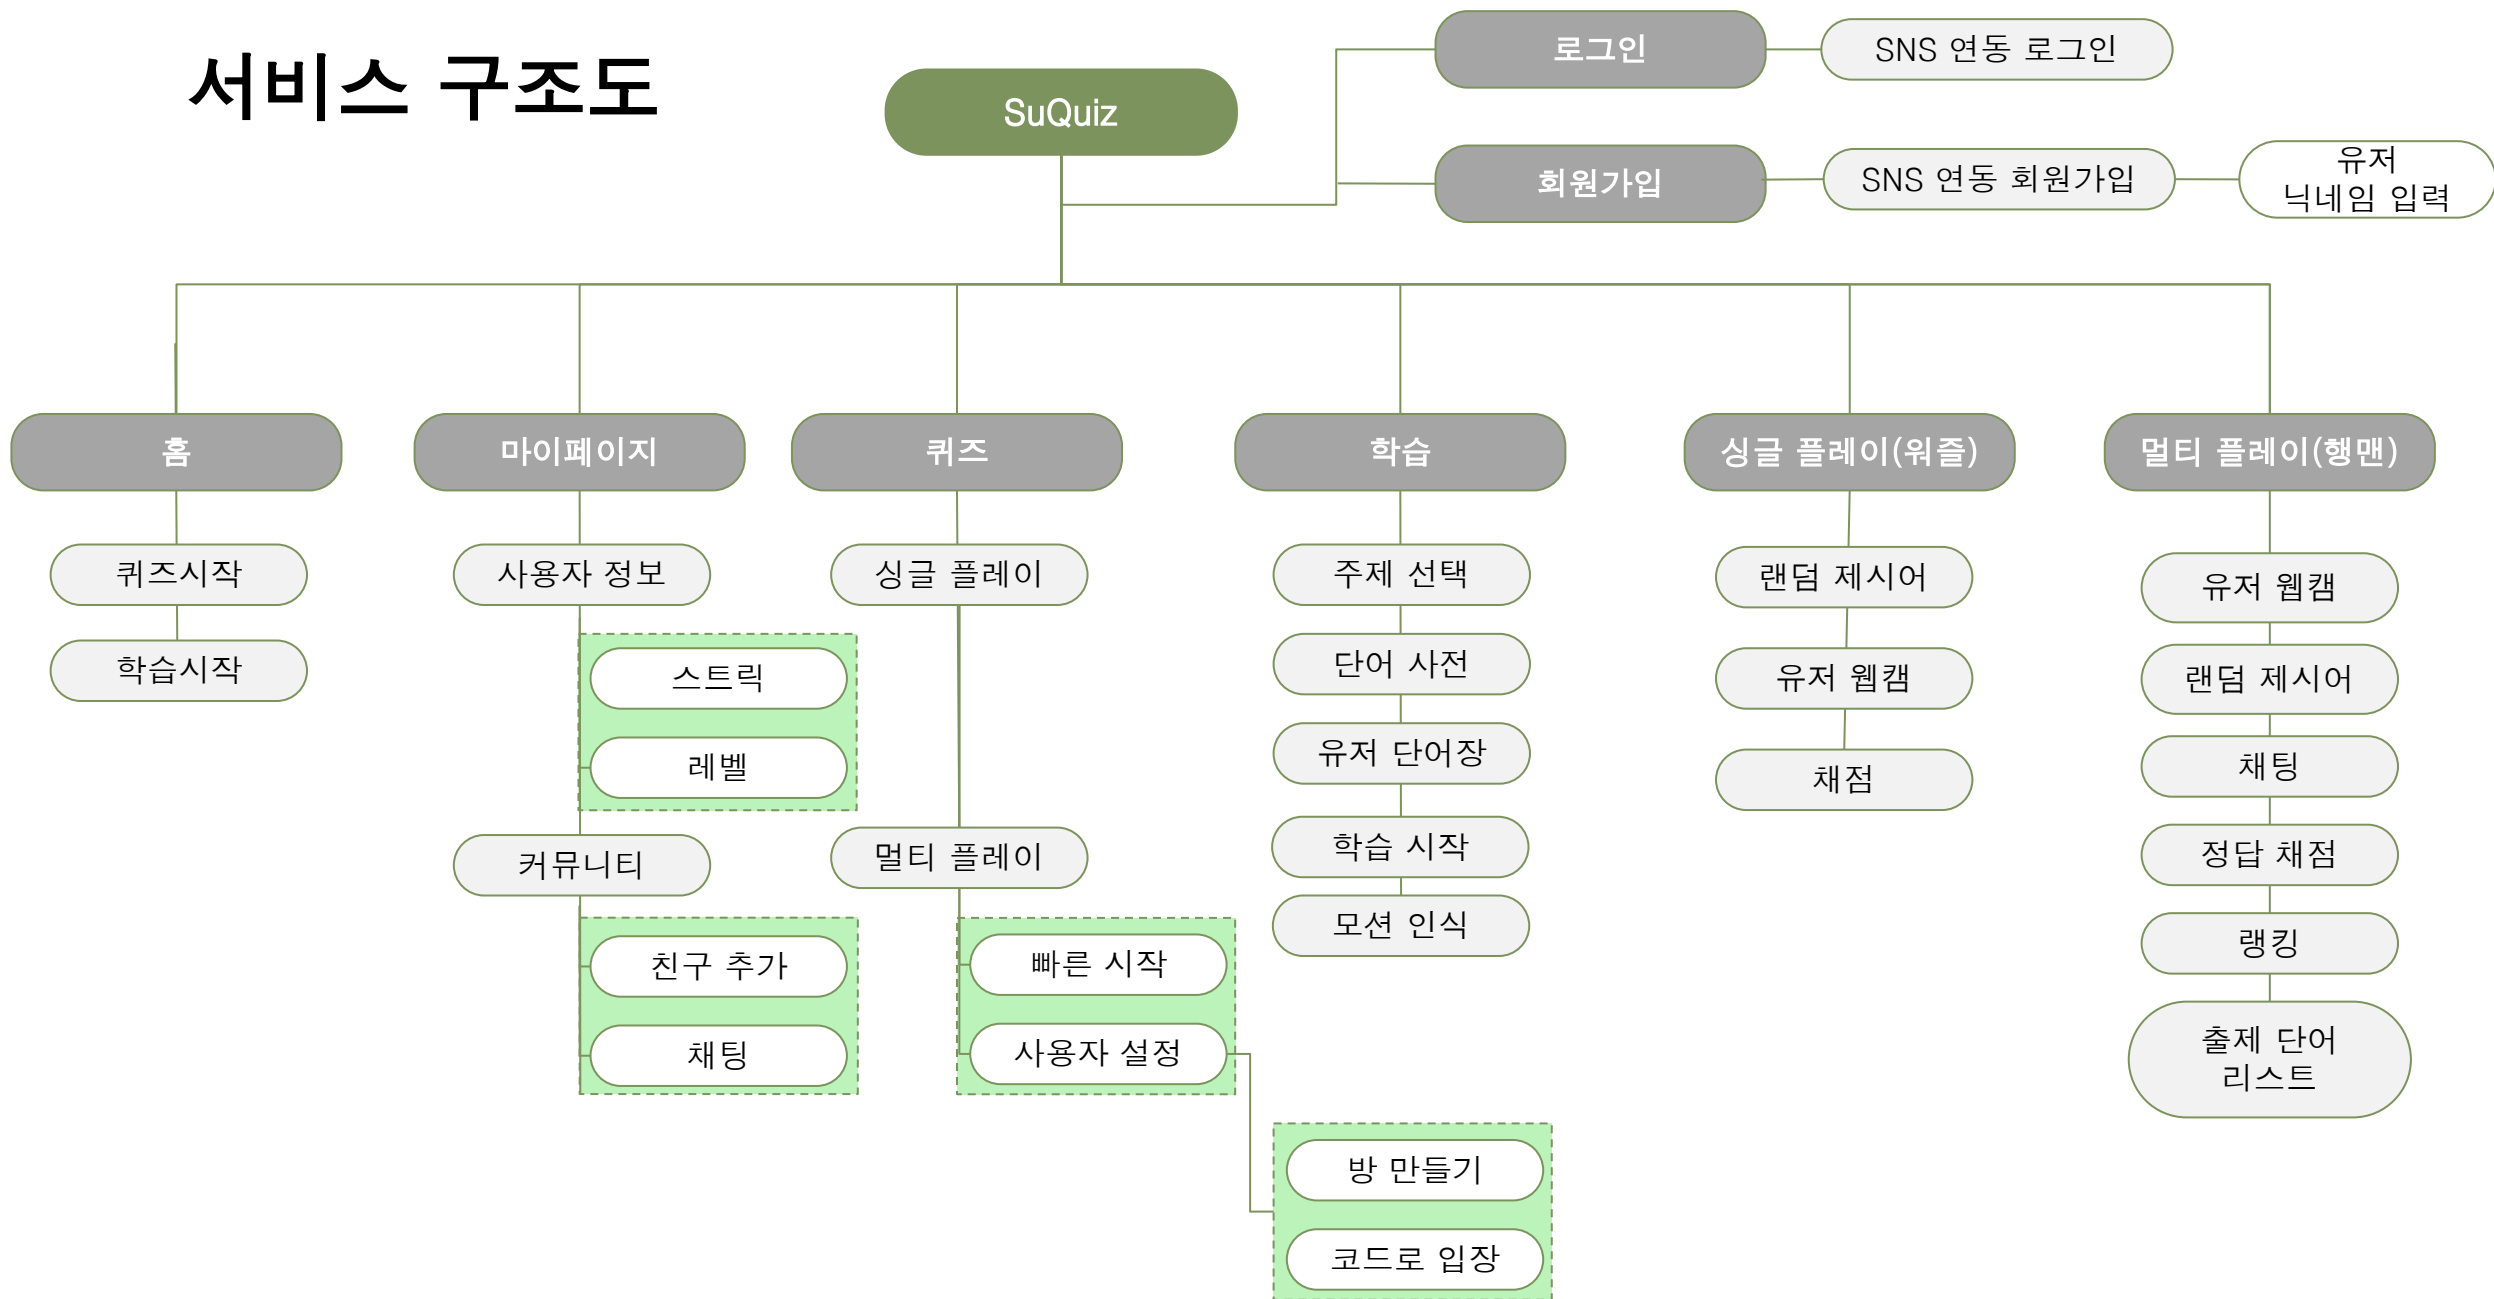 서비스 구조도
SuQuiz
로그인
SNS 연동 로그인
회원가입
SNS 연동 회원가입
유저
닉네임 입력
홈
퀴즈시작
학습시작
마이페이지
사용자 정보
스트릭
레벨
커뮤니티
친구 추가
채팅
퀴즈
싱글 플레이
멀티 플레이
빠른 시작
사용자 설정
방 만들기
코드로 입장
학습
주제 선택
단어 사전
유저 단어장
학습 시작
모션 인식
싱글 플레이(워즐)
랜덤 제시어
유저 웹캠
채점
멀티 플레이(행맨)
유저 웹캠
랜덤 제시어
채팅
정답 채점
랭킹
출제 단어
리스트